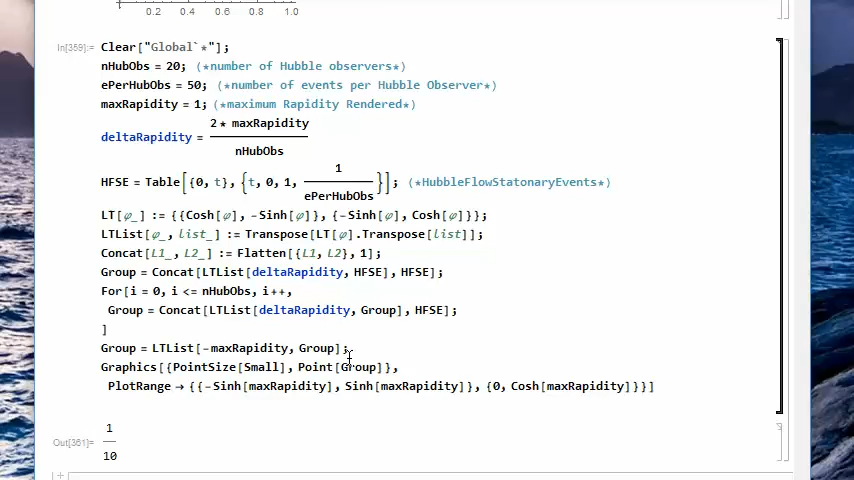 0.2 0.4 0.6 0.8 1.0
In[359]:= Clear["Global`*"];
nHubObs = 20; (*number of Hubble observers*)
ePerHubObs = 50; (*number of events per Hubble Observer*)
maxRapidity = 1; (*maximum Rapidity Rendered*)
deltaRapidity = 2* maxRapidity / nHubObs
HFSE = Table[{0, t}, {t, 0, 1, 1 / ePerHubObs}]; (*HubbleFlowStatonaryEvents*)
LT[φ_] := {{Cosh[φ], -Sinh[φ]}, {-Sinh[φ], Cosh[φ]}};
LTList[φ_, list_] := Transpose[LT[φ].Transpose[list]];
Concat[L1_, L2_] := Flatten[{L1, L2}, 1];
Group = Concat[LTList[deltaRapidity, HFSE], HFSE];
For[i = 0, i <= nHubObs, i++,
Group = Concat[LTList[deltaRapidity, Group], HFSE];
]
Group = LTList[-maxRapidity, Group];
Graphics[{PointSize[Small], Point[Group]},
PlotRange → {{-Sinh[maxRapidity], Sinh[maxRapidity]}, {0, Cosh[maxRapidity]}}]
Out[361]= 1 / 10